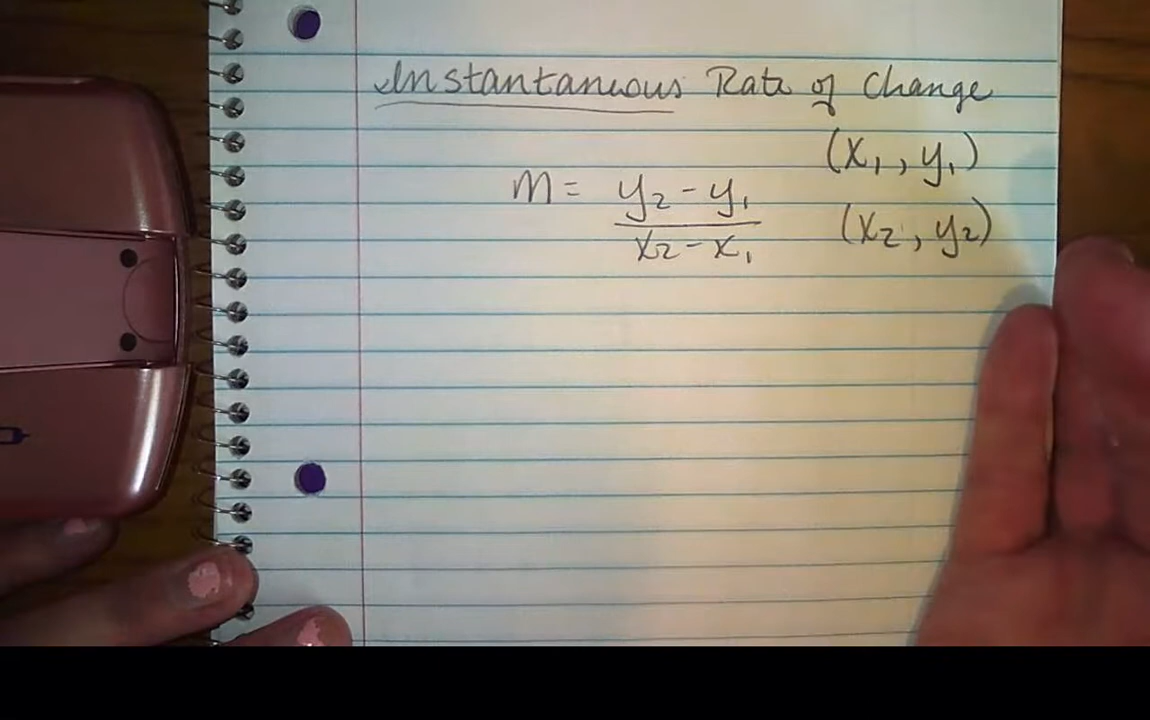 Instantaneous Rate of Change
(x₁, y₁)
m = y₂ - y₁ / x₂ - x₁
(x₂, y₂)